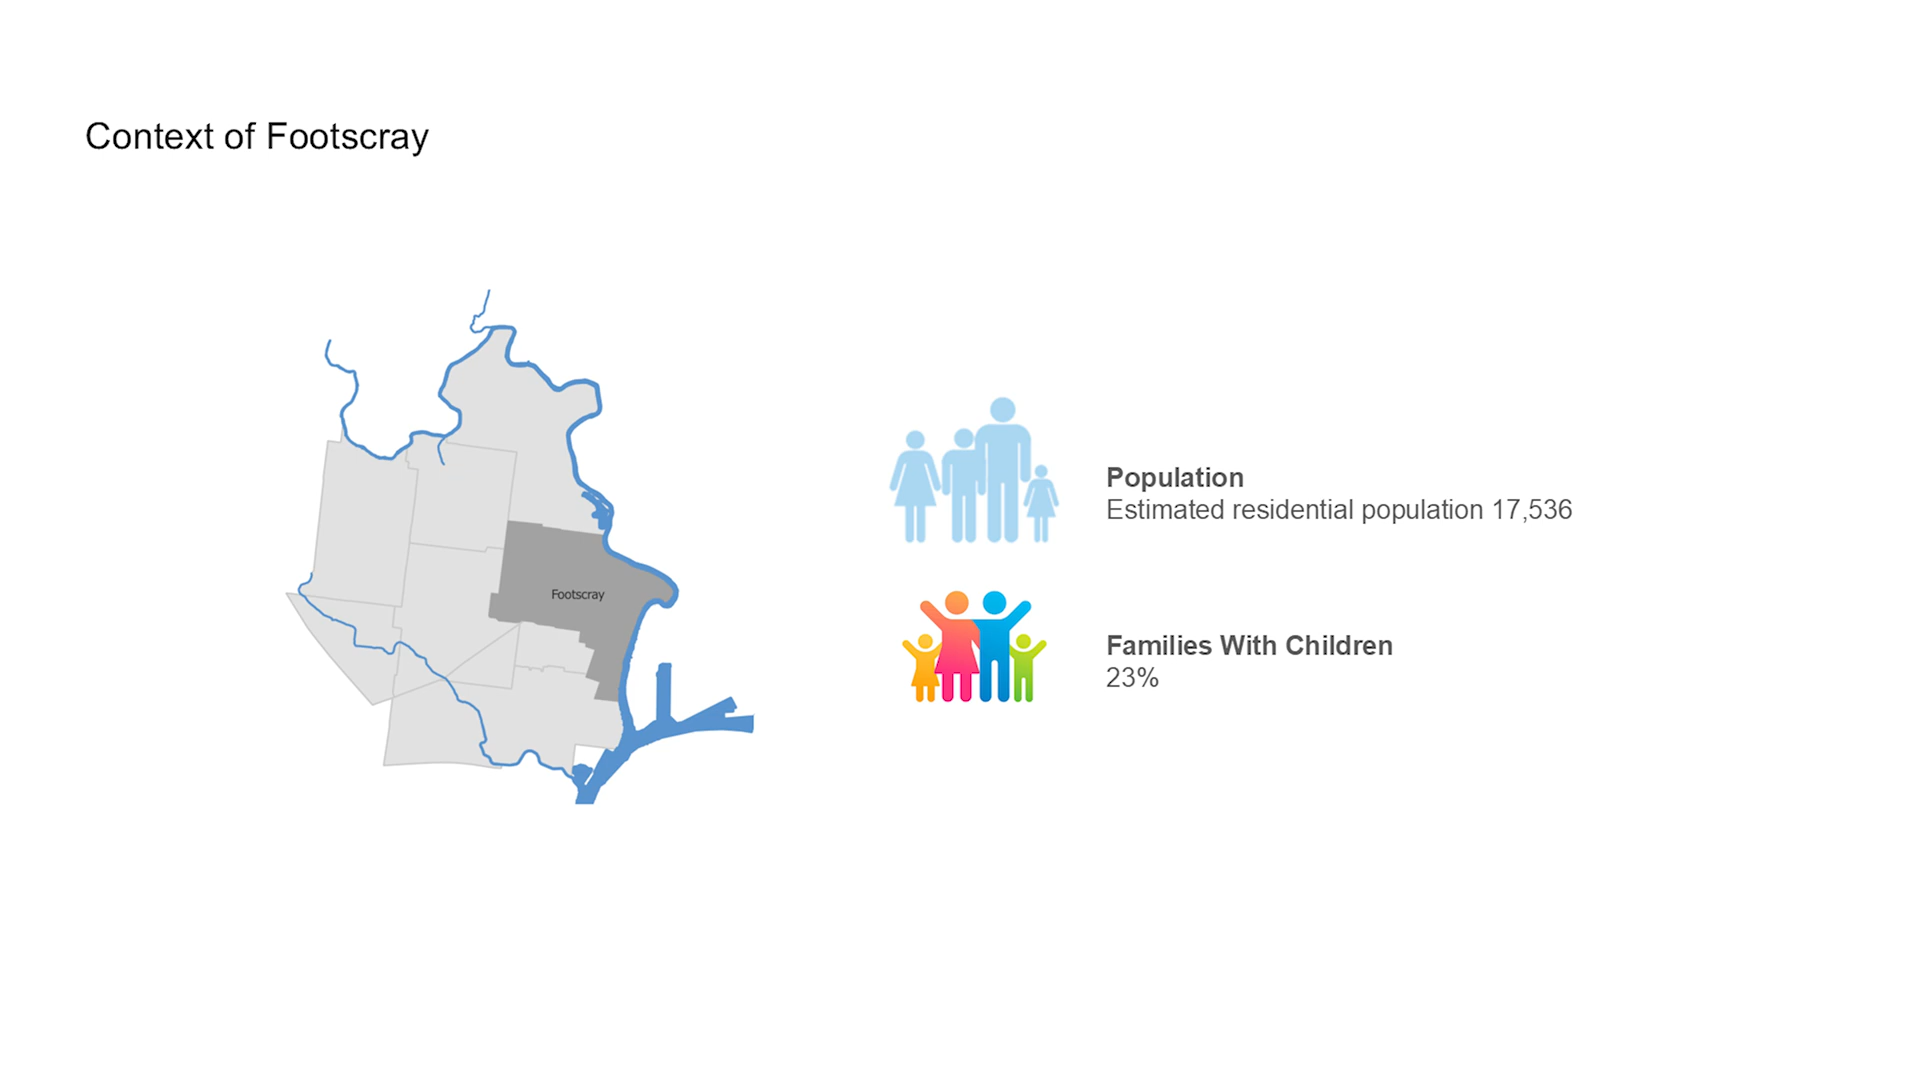 Context of Footscray
Footscray
Population
Estimated residential population 17,536
Families With Children
23%